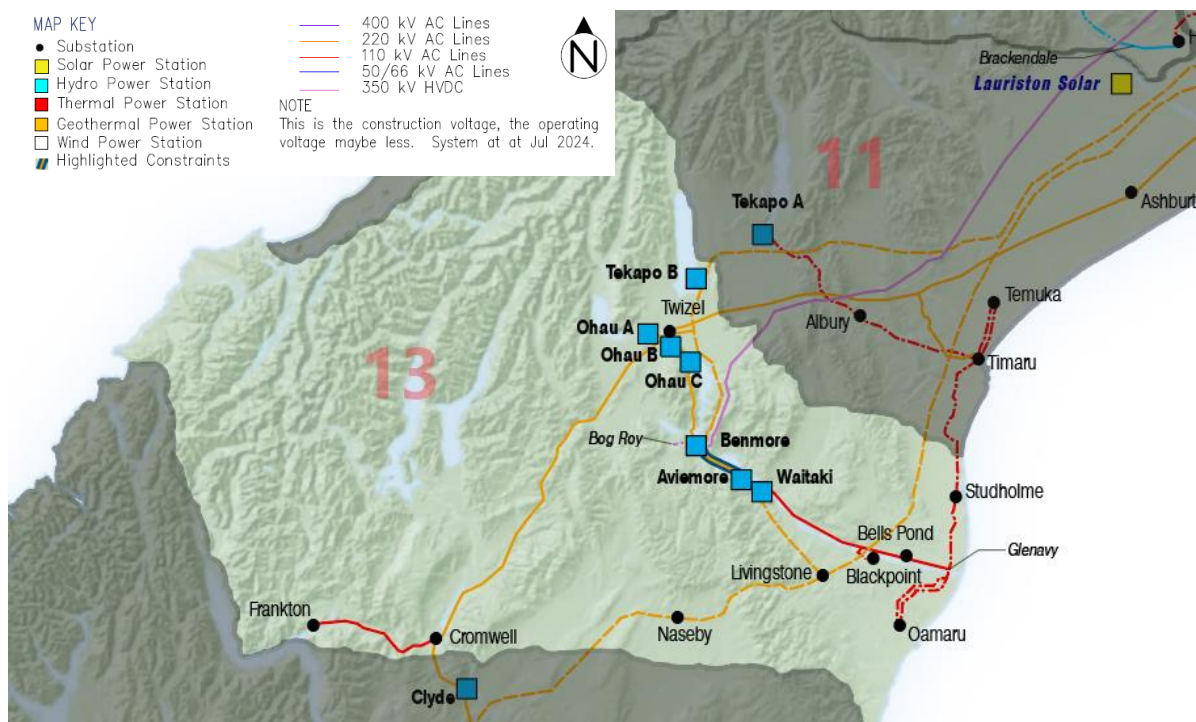 MAP KEY
Substation
Solar Power Station
Hydro Power Station
Thermal Power Station
Geothermal Power Station
Wind Power Station
Highlighted Constraints
400 kV AC Lines
220 kV AC Lines
110 kV AC Lines
50/66 kV AC Lines
350 kV HVDC
NOTE
This is the construction voltage, the operating
voltage maybe less. System at at Jul 2024.
N
H
Brackendale
Lauriston Solar
11
Tekapo A
Ashburt
Tekapo B
Twizel
Temuka
Ohau A
Albury
Ohau B
Timaru
13
Ohau C
Bog Roy
Benmore
Aviemore
Waitaki
Studholme
Bells Pond
Glenavy
Livingstone
Blackpoint
Frankton
Naseby
Oamaru
Cromwell
Clyde